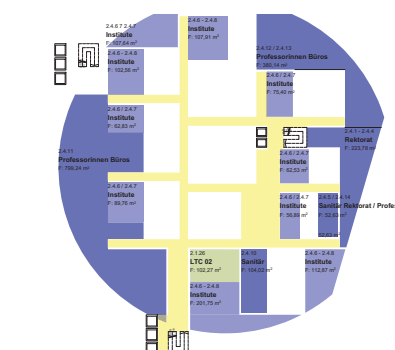 2.4.6 / 2.4.7
Institute
F: 107,64 m²
2.4.6 - 2.4.8
Institute
F: 107,91 m²
2.4.12 / 2.4.13
ProfessorInnen Büros
F: 380,14 m²
2.4.6 - 2.4.8
Institute
F: 102,56 m²
2.4.6 / 2.4.7
Institute
F: 75,40 m²
2.4.6 / 2.4.7
Institute
F: 62,83 m²
2.4.1 - 2.4.4
Rektorat
F: 223,78 m²
2.4.11
ProfessorInnen Büros
F: 799,24 m²
2.4.6 / 2.4.7
Institute
F: 62,53 m²
2.4.6 / 2.4.7
Institute
F: 89,76 m²
2.4.6 / 2.4.7
Institute
F: 58,89 m²
2.4.5 / 2.4.14
Sanitär Rektorat / Profe
F: 52,63 m²
52,63 m²
2.1.26
LTC 02
F: 102,27 m²
2.4.10
Sanitär
F: 104,02 m²
2.4.6 - 2.4.8
Institute
F: 112,87 m²
2.4.6 - 2.4.8
Institute
F: 201,75 m²